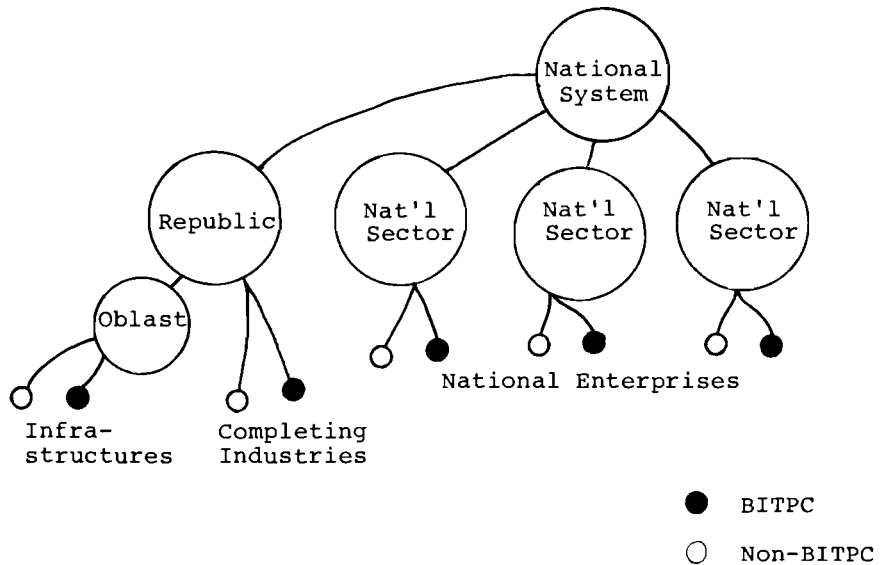 National
System
Republic
Nat'l
Sector
Nat'l
Sector
Nat'l
Sector
Oblast
National Enterprises
Infra-
structures
Completing
Industries
BITPC
Non-BITPC